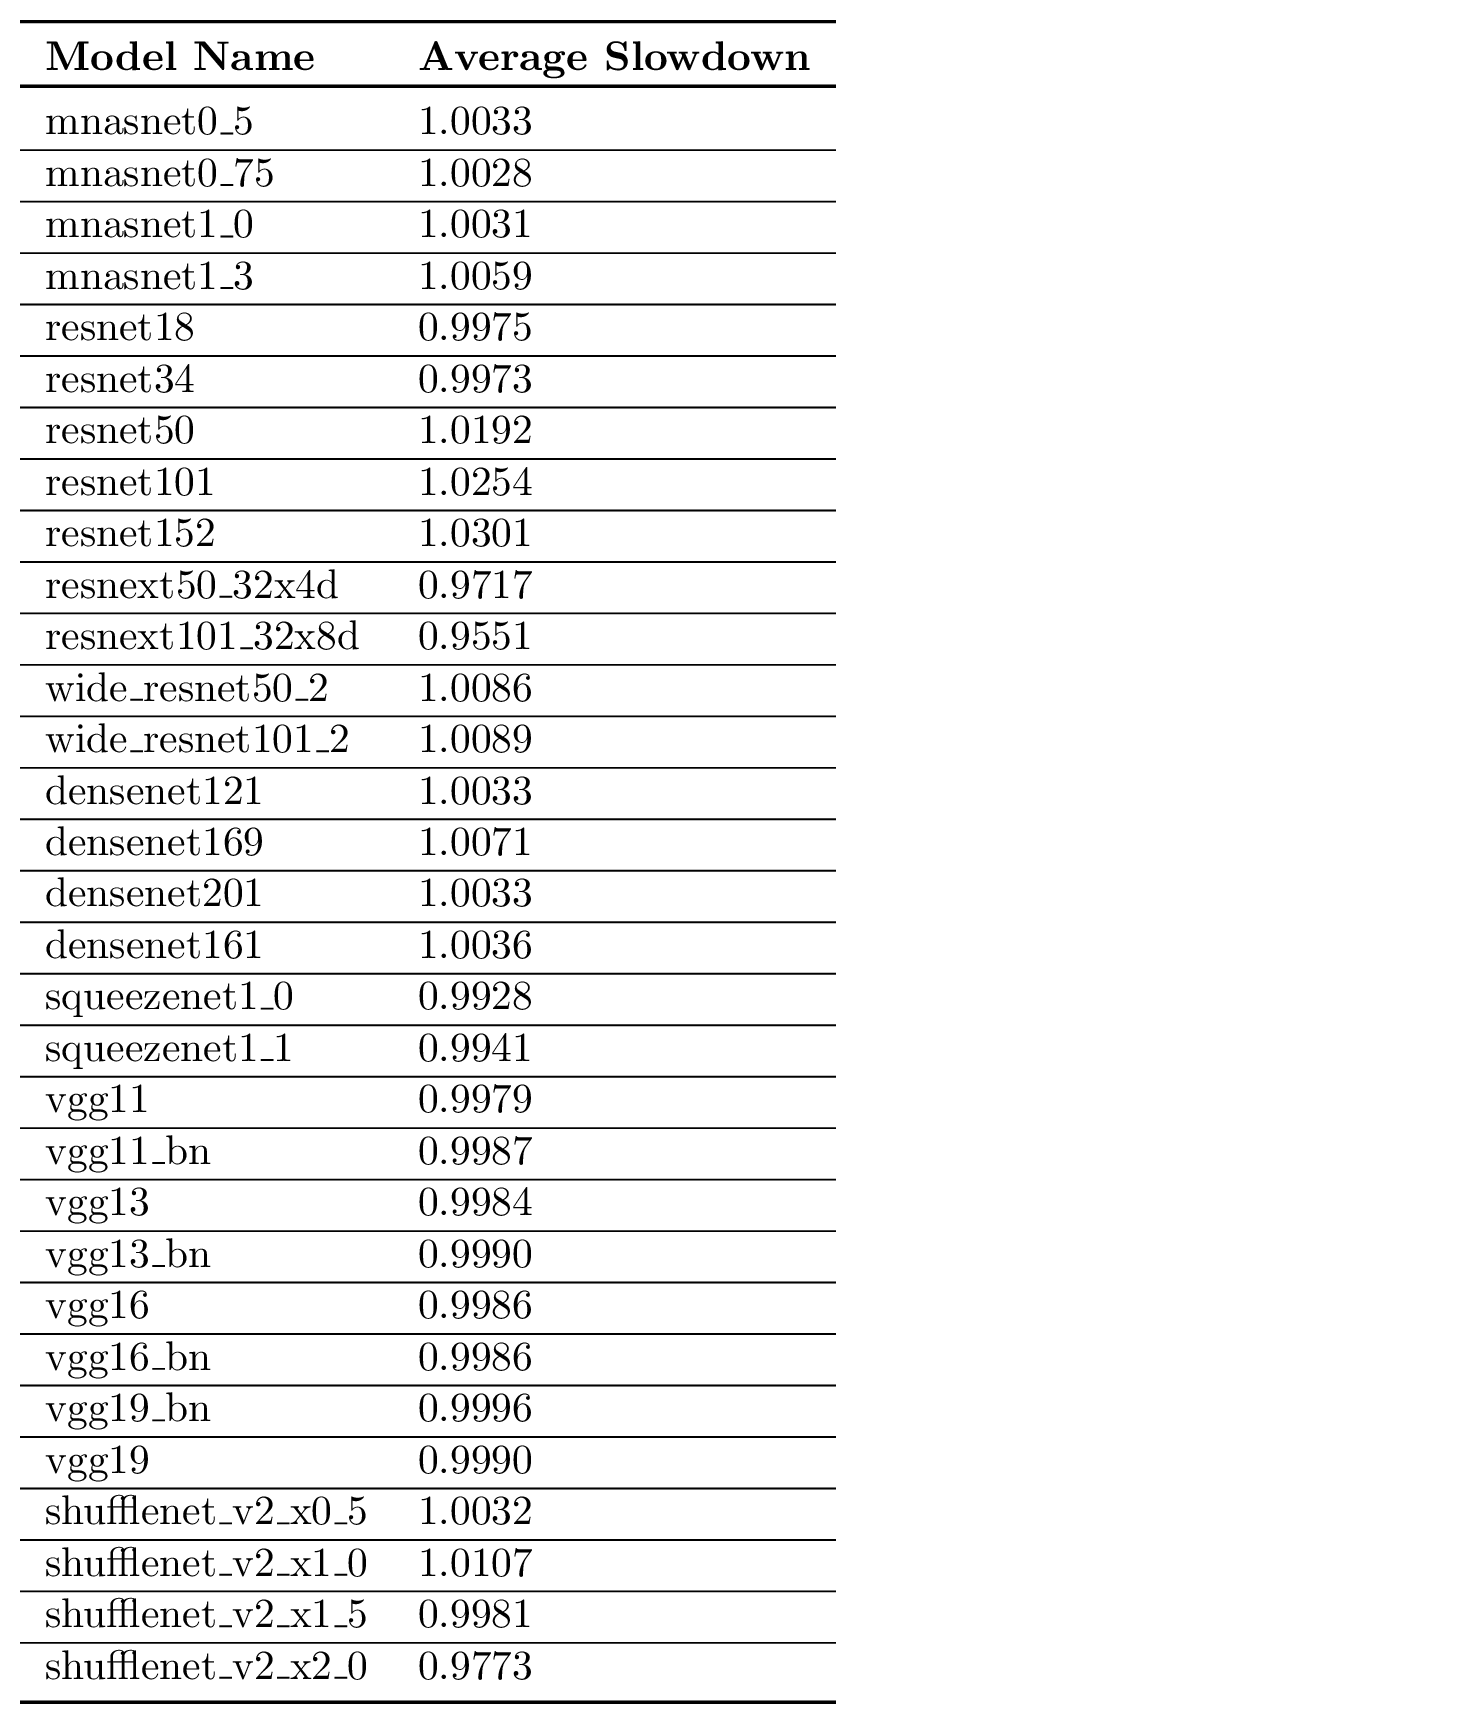 Model Name Average Slowdown
mnasnet0_5 1.0033
mnasnet0_75 1.0028
mnasnet1_0 1.0031
mnasnet1_3 1.0059
resnet18 0.9975
resnet34 0.9973
resnet50 1.0192
resnet101 1.0254
resnet152 1.0301
resnext50_32x4d 0.9717
resnext101_32x8d 0.9551
wide_resnet50_2 1.0086
wide_resnet101_2 1.0089
densenet121 1.0033
densenet169 1.0071
densenet201 1.0033
densenet161 1.0036
squeezenet1_0 0.9928
squeezenet1_1 0.9941
vgg11 0.9979
vgg11_bn 0.9987
vgg13 0.9984
vgg13_bn 0.9990
vgg16 0.9986
vgg16_bn 0.9986
vgg19_bn 0.9996
vgg19 0.9990
shufflenet_v2_x0_5 1.0032
shufflenet_v2_x1_0 1.0107
shufflenet_v2_x1_5 0.9981
shufflenet_v2_x2_0 0.9773